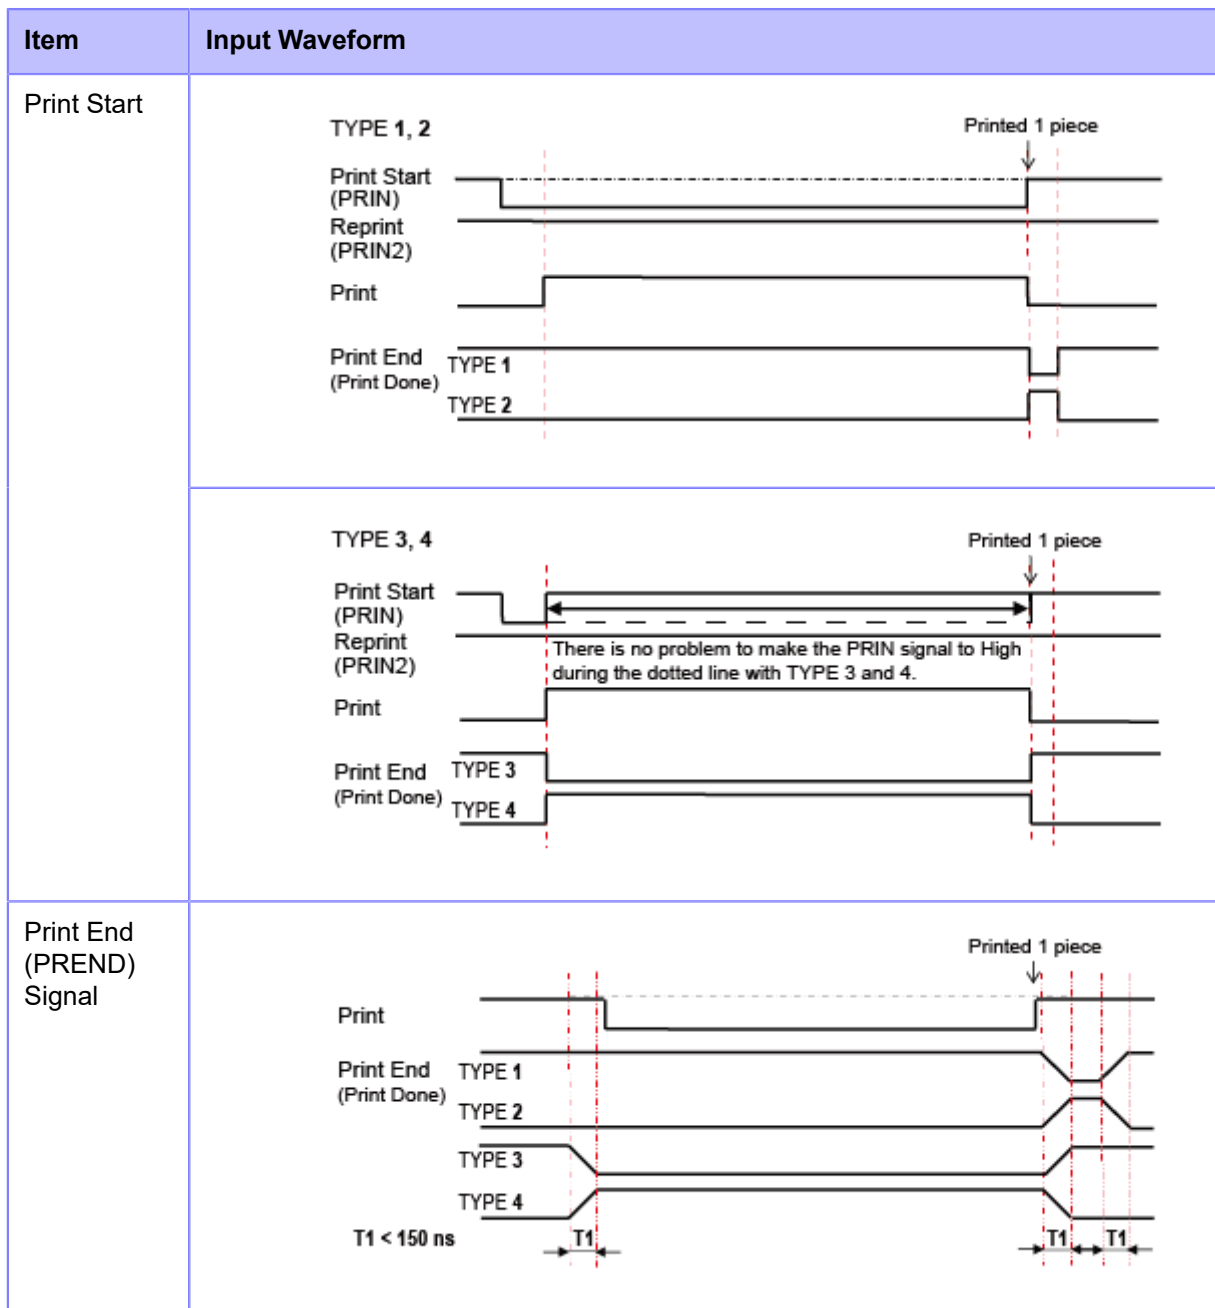 Item Input Waveform
Print Start
TYPE 1, 2
Printed 1 piece
Print Start
(PRIN)
Reprint
(PRIN2)
Print
Print End
(Print Done)
TYPE 1
TYPE 2
TYPE 3, 4
Printed 1 piece
Print Start
(PRIN)
Reprint
(PRIN2)
There is no problem to make the PRIN signal to High
during the dotted line with TYPE 3 and 4.
Print
Print End
(Print Done)
TYPE 3
TYPE 4
Print End
(PREND)
Signal
Printed 1 piece
Print
Print End
(Print Done)
TYPE 1
TYPE 2
TYPE 3
TYPE 4
T1 < 150 ns
T1
T1
T1